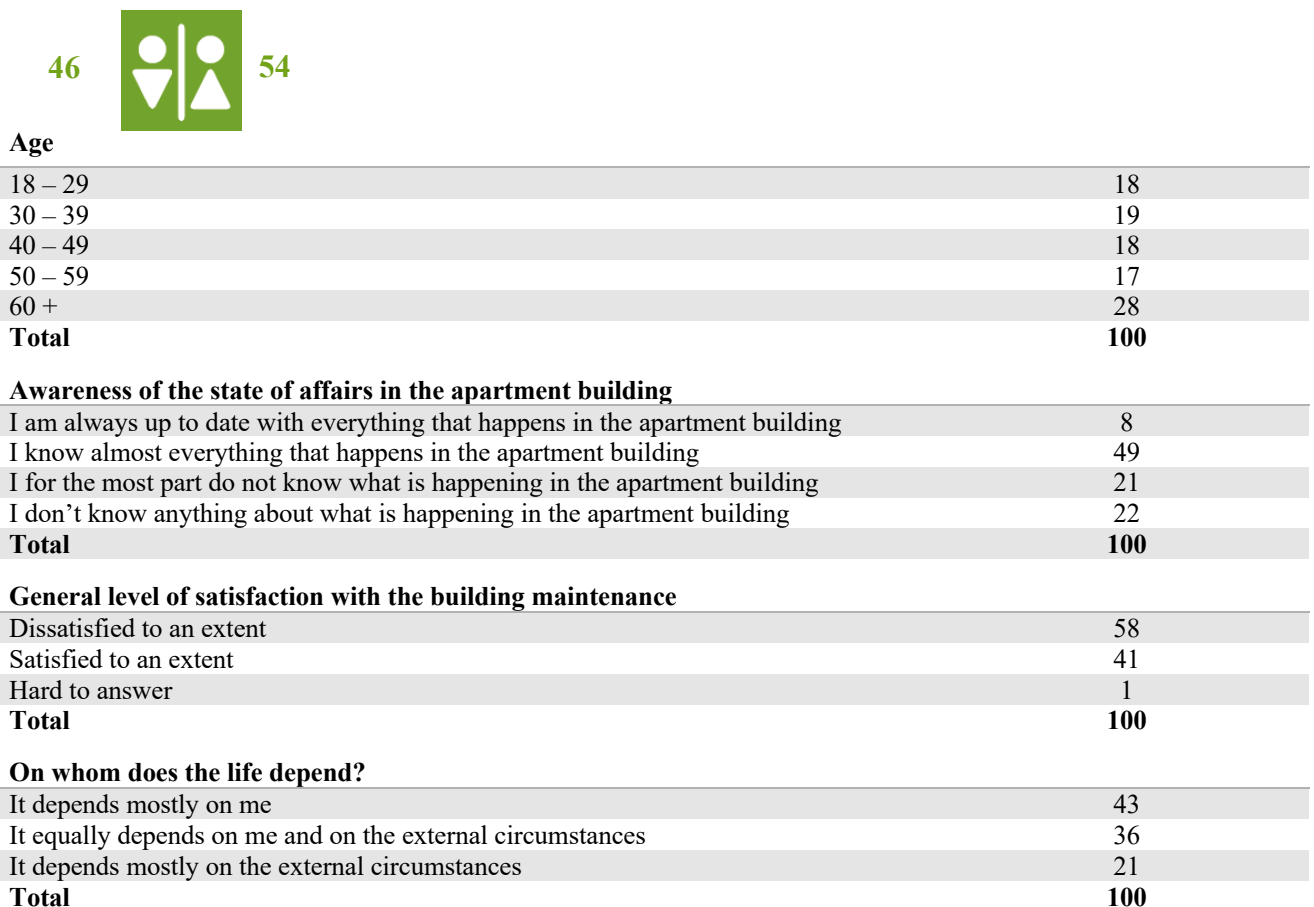 46 54
Age
18 – 29 18
30 – 39 19
40 – 49 18
50 – 59 17
60 + 28
Total 100
Awareness of the state of affairs in the apartment building
I am always up to date with everything that happens in the apartment building 8
I know almost everything that happens in the apartment building 49
I for the most part do not know what is happening in the apartment building 21
I don’t know anything about what is happening in the apartment building 22
Total 100
General level of satisfaction with the building maintenance
Dissatisfied to an extent 58
Satisfied to an extent 41
Hard to answer 1
Total 100
On whom does the life depend?
It depends mostly on me 43
It equally depends on me and on the external circumstances 36
It depends mostly on the external circumstances 21
Total 100